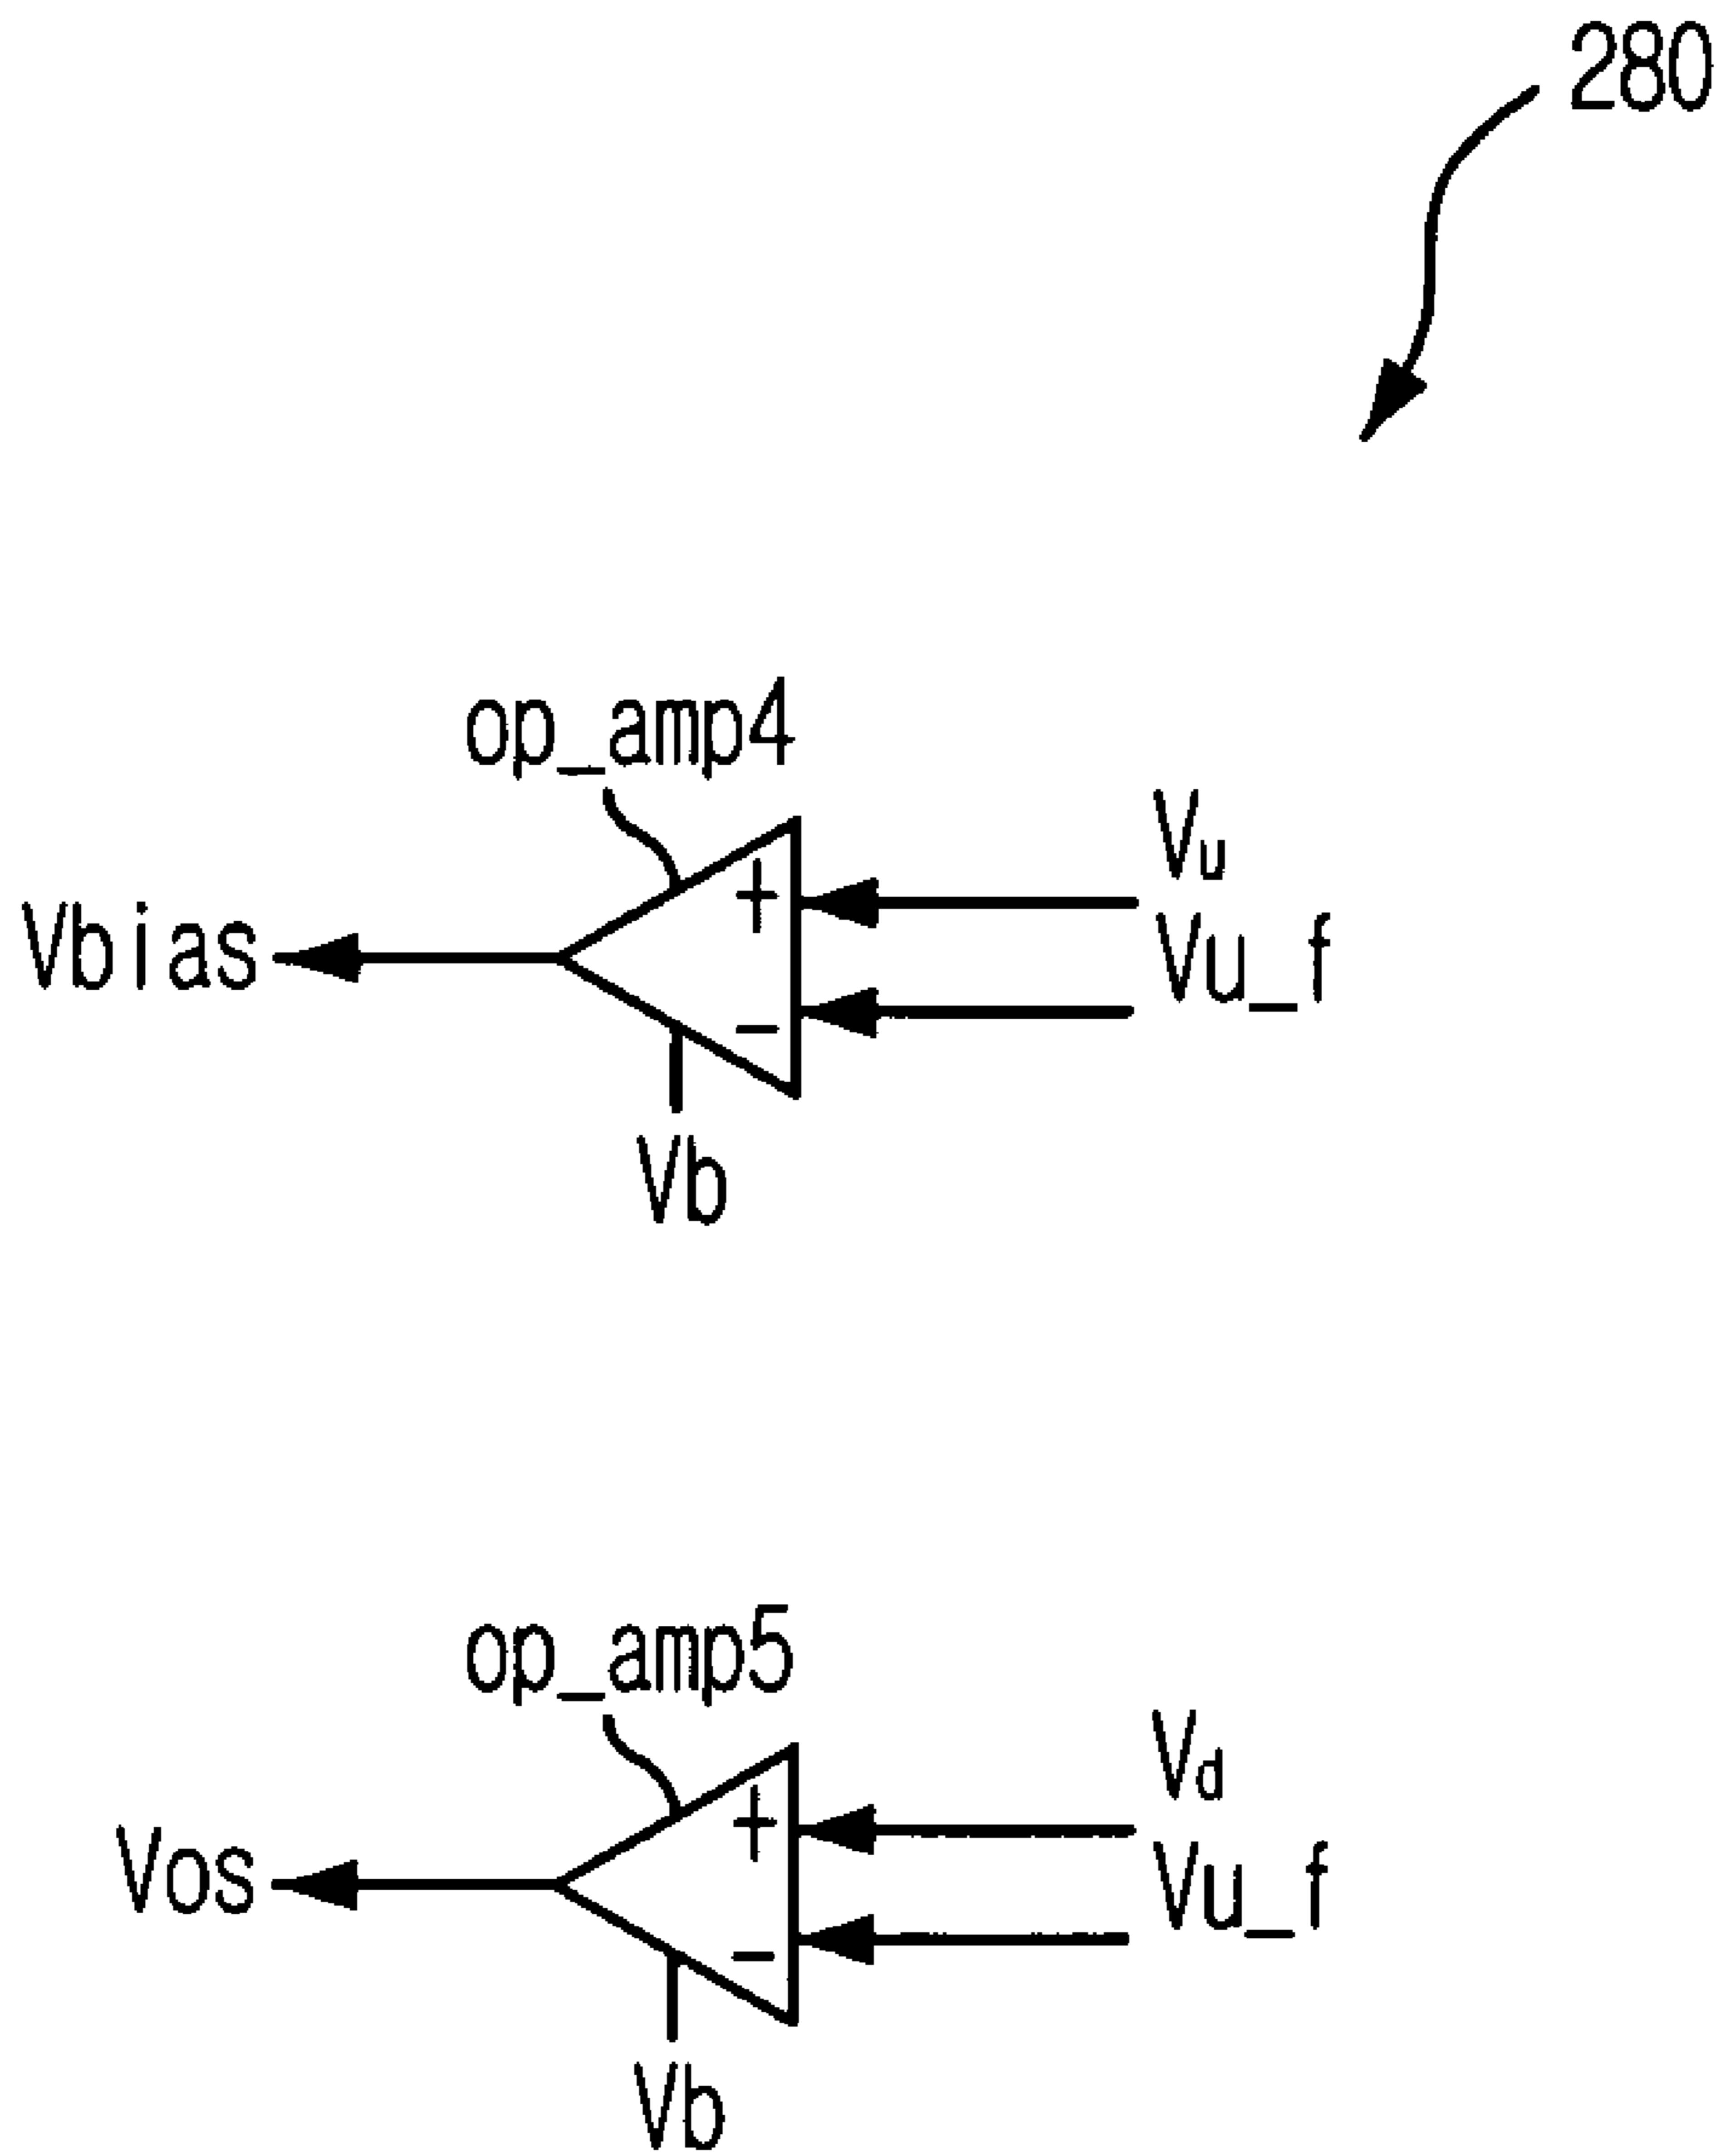 280
op_amp4
Vu
Vbias
+
Vu_f
−
Vb
op_amp5
Vd
Vos
+
Vu_f
−
Vb